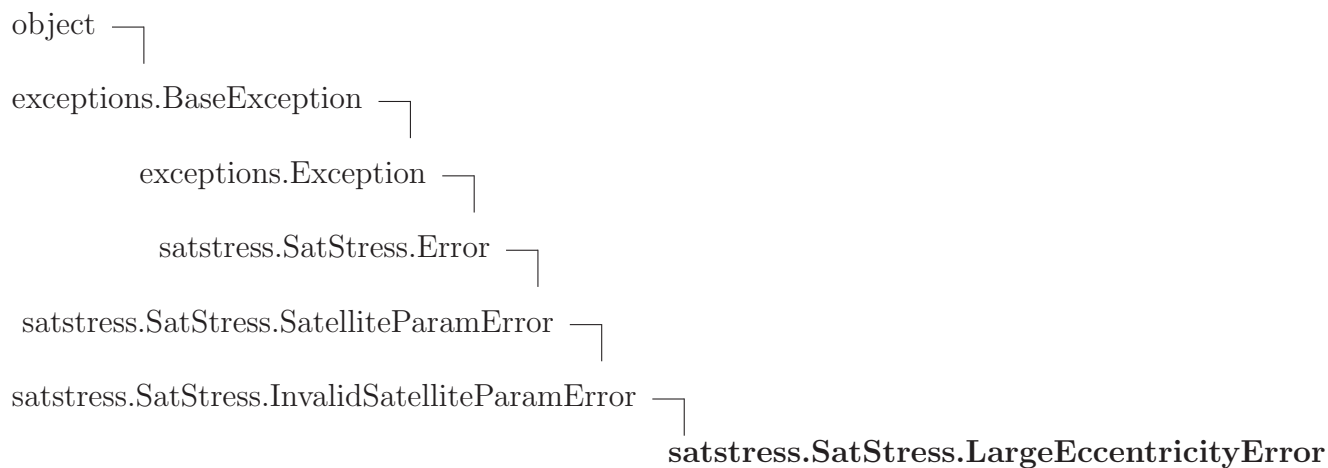 object
exceptions.BaseException
exceptions.Exception
satstress.SatStress.Error
satstress.SatStress.SatelliteParamError
satstress.SatStress.InvalidSatelliteParamError
satstress.SatStress.LargeEccentricityError